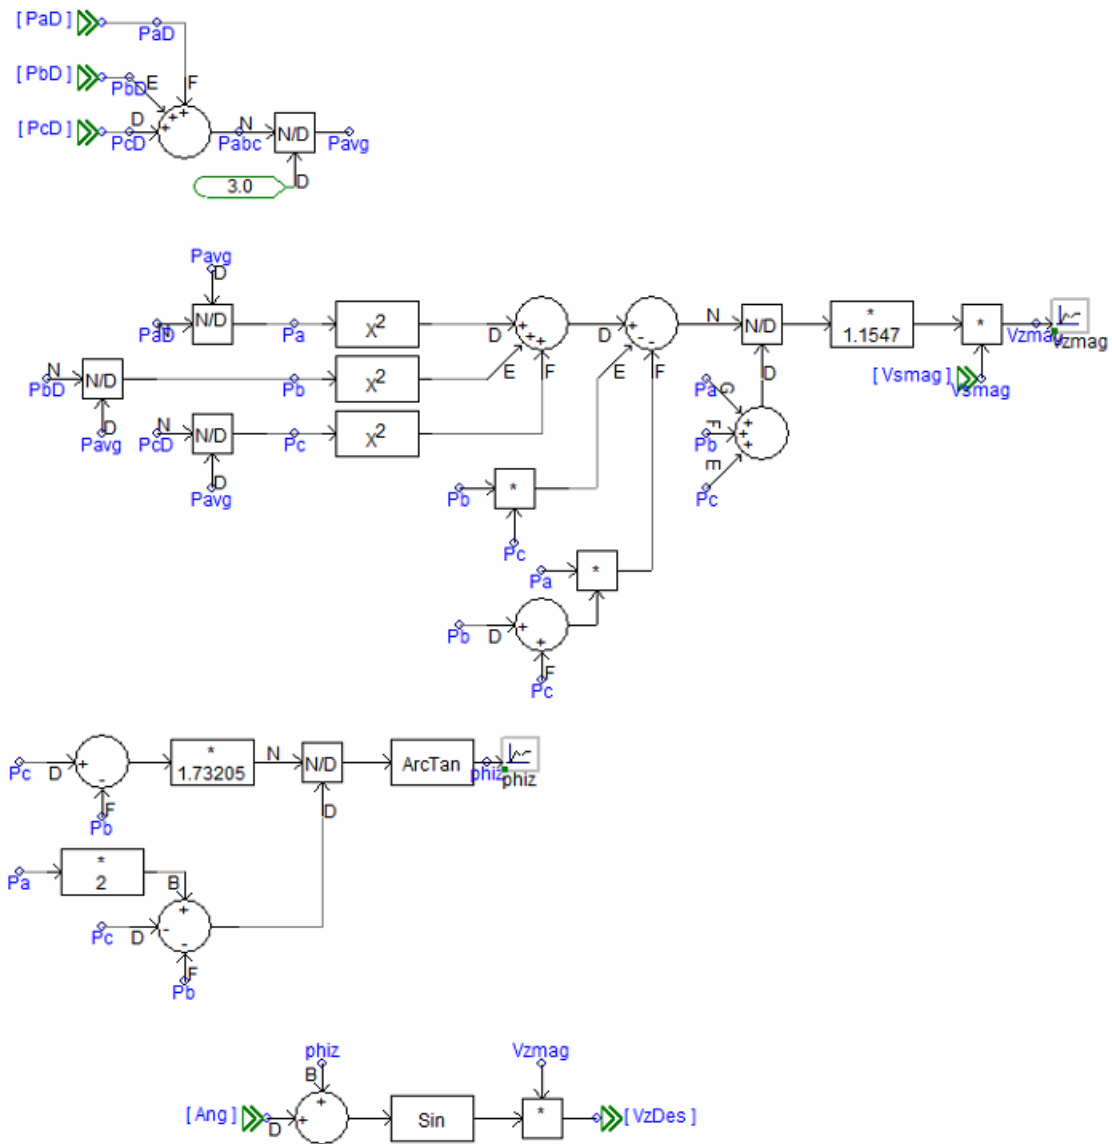 [ PaD ]
PaD
[ PbD ]
PbD
E
F
[ PcD ]
PcD
D
+
+
+
Pabc
N
N/D
Pavg
3.0
D
Pavg
D
PaD
N
N/D
Pa
X2
D
+
+
+
D
+
-
-
N
N/D
*
1.1547
*
Vzmag
Vzmag
PbD
N
N/D
Pb
X2
E
F
E
F
Pa
G
D
[ Vsmag ]
Vsmag
Pavg
D
PcD
N
N/D
Pc
X2
Pb
F
+
+
+
Pavg
D
Pb
*
Pc
E
Pc
Pa
*
Pb
D
+
+
F
Pc
Pc
D
+
-
*
1.73205
N
N/D
ArcTan
phiz
phiz
F
Pb
D
Pa
*
2
B
+
Pc
D
-
-
F
Pb
phiz
Vzmag
B
[ Ang ]
D
+
+
Sin
*
[ VzDes ]